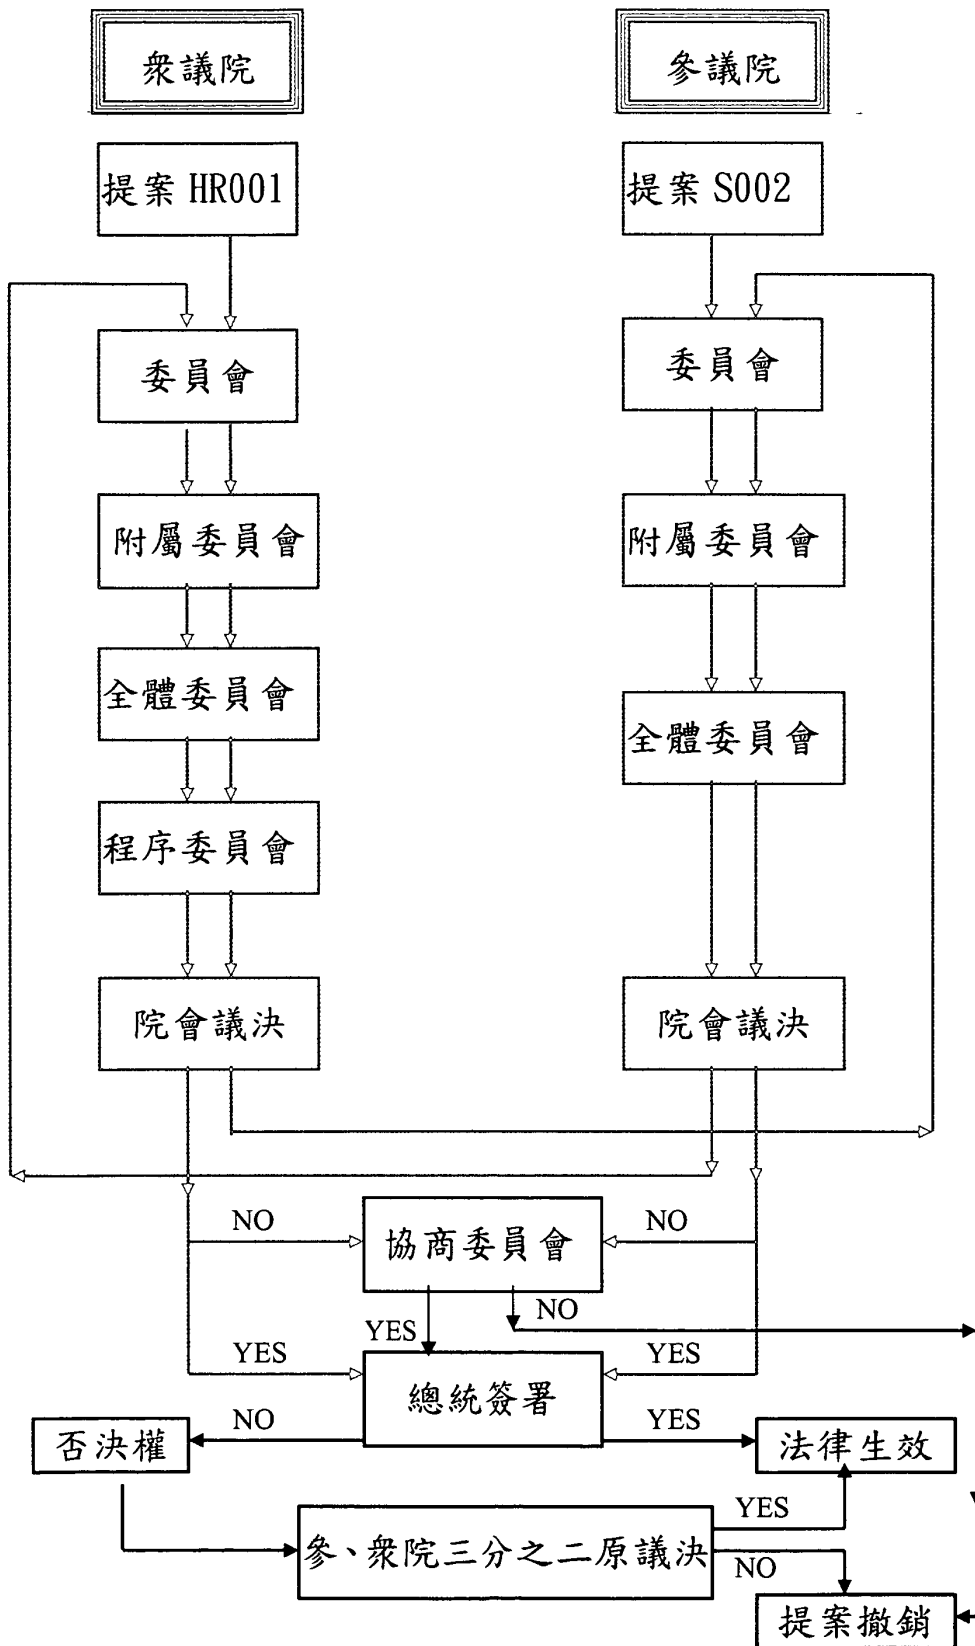 眾議院
參議院
提案 HR001
提案 S002
委員會
委員會
附屬委員會
附屬委員會
全體委員會
全體委員會
程序委員會
院會議決
院會議決
NO
協商委員會
NO
YES
NO
YES
總統簽署
YES
否決權
NO
YES
法律生效
參、眾院三分之二原議決
YES
NO
提案撤銷